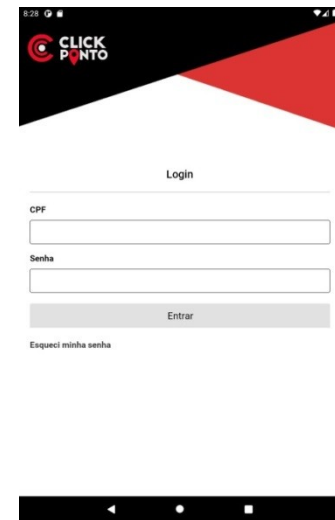 8:28
CLICK
PONTO
Login
CPF
Senha
Entrar
Esqueci minha senha